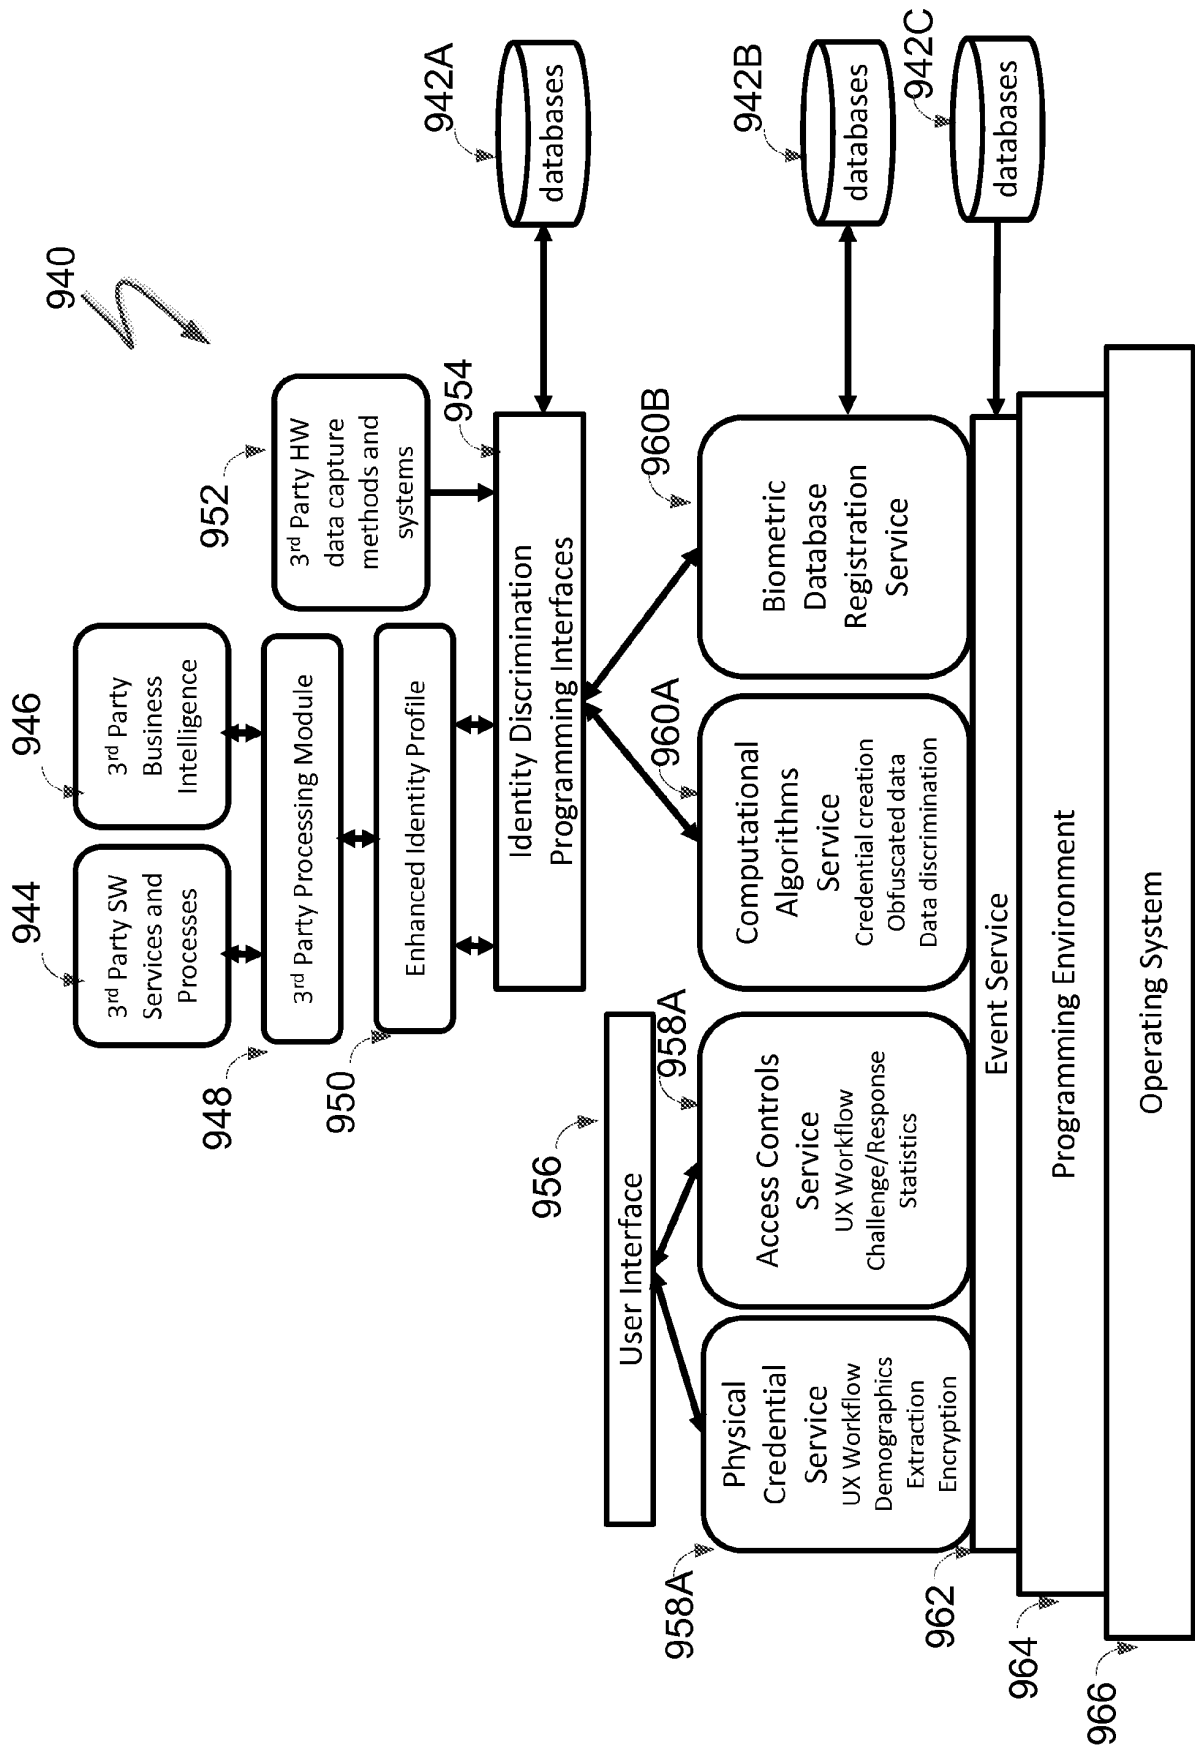 940
944
3rd Party SW
Services and
Processes
946
3rd Party
Business
Intelligence
948
3rd Party Processing Module
952
3rd Party HW
data capture
methods and
systems
950
Enhanced Identity Profile
954
Identity Discrimination
Programming Interfaces
942A
databases
956
User Interface
958A
Physical
Credential
Service
UX Workflow
Demographics
Extraction
Encryption
958A
Access Controls
Service
UX Workflow
Challenge/Response
Statistics
960A
Computational
Algorithms
Service
Credential creation
Obfuscated data
Data discrimination
960B
Biometric
Database
Registration
Service
942B
databases
942C
databases
962
Event Service
964
Programming Environment
966
Operating System